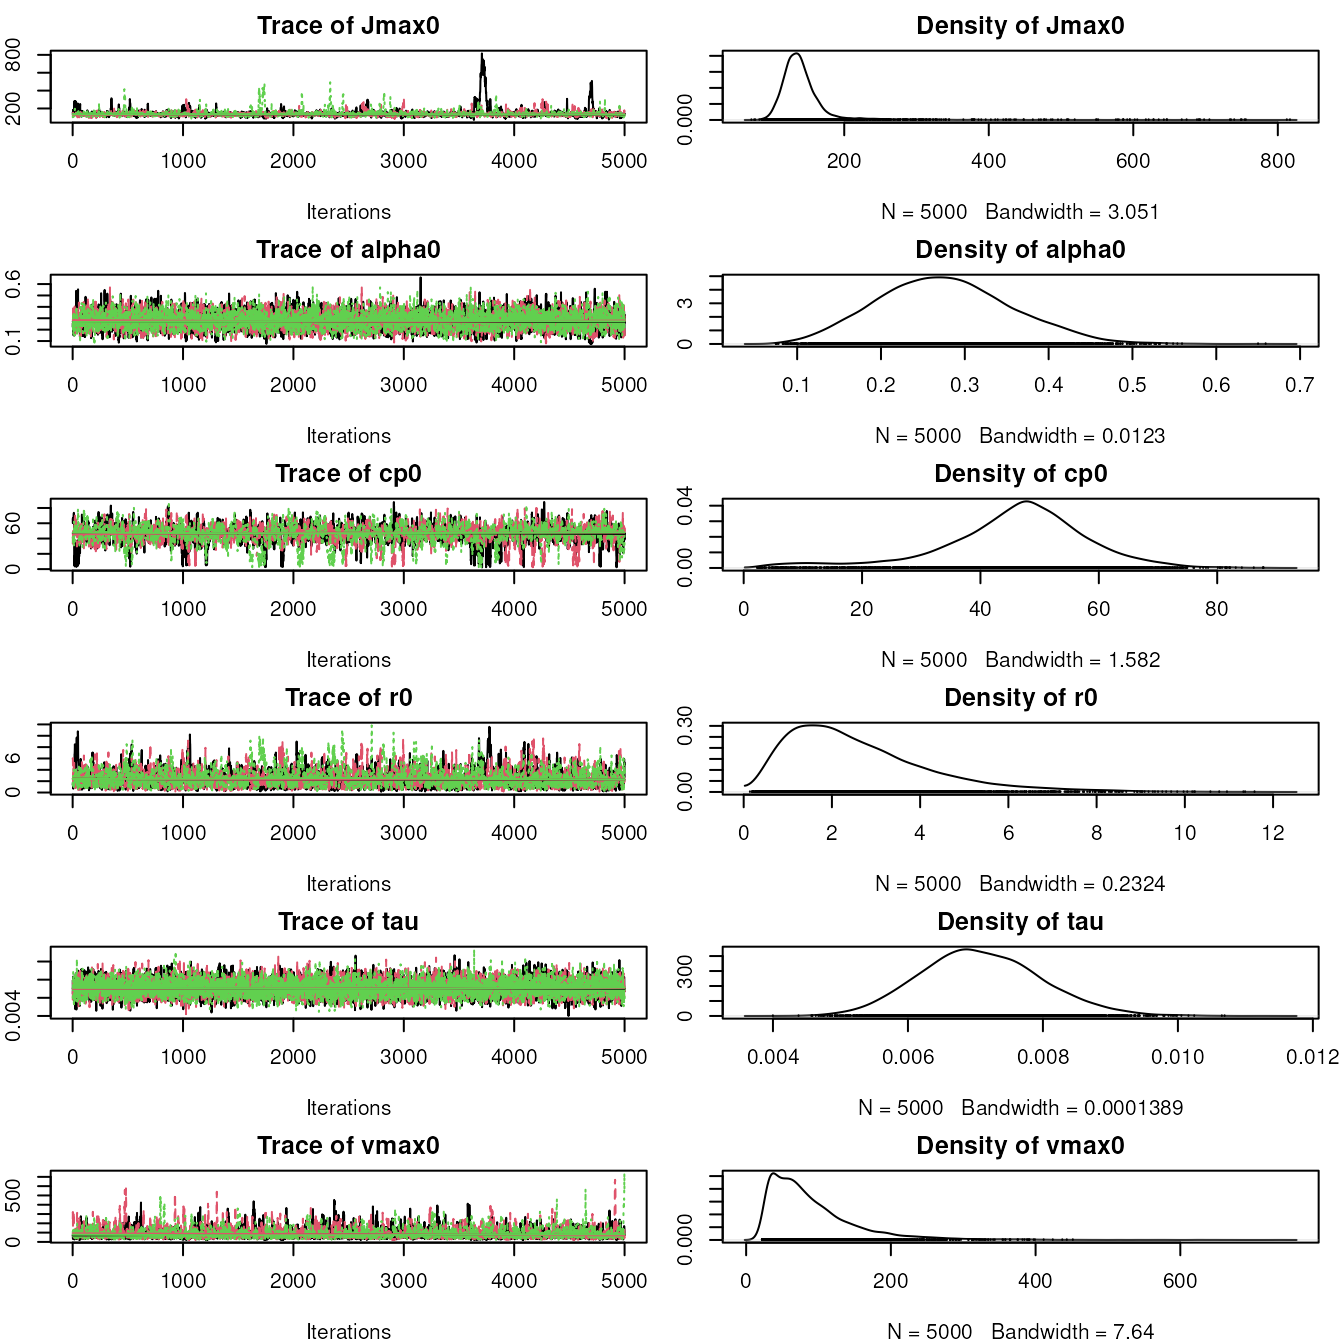 Trace of Jmax0
800
200
0 1000 2000 3000 4000 5000
Iterations
Density of Jmax0
0.000
200 400 600 800
N = 5000 Bandwidth = 3.051
Trace of alpha0
0.6
0.1
0 1000 2000 3000 4000 5000
Iterations
Density of alpha0
3
0
0.1 0.2 0.3 0.4 0.5 0.6 0.7
N = 5000 Bandwidth = 0.0123
Trace of cp0
60
0
0 1000 2000 3000 4000 5000
Iterations
Density of cp0
0.04
0.00
0 20 40 60 80
N = 5000 Bandwidth = 1.582
Trace of r0
6
0
0 1000 2000 3000 4000 5000
Iterations
Density of r0
0.30
0.00
0 2 4 6 8 10 12
N = 5000 Bandwidth = 0.2324
Trace of tau
0.004
0 1000 2000 3000 4000 5000
Iterations
Density of tau
300
0
0.004 0.006 0.008 0.010 0.012
N = 5000 Bandwidth = 0.0001389
Trace of vmax0
500
0
0 1000 2000 3000 4000 5000
Iterations
Density of vmax0
0.000
0 200 400 600
N = 5000 Bandwidth = 7.64